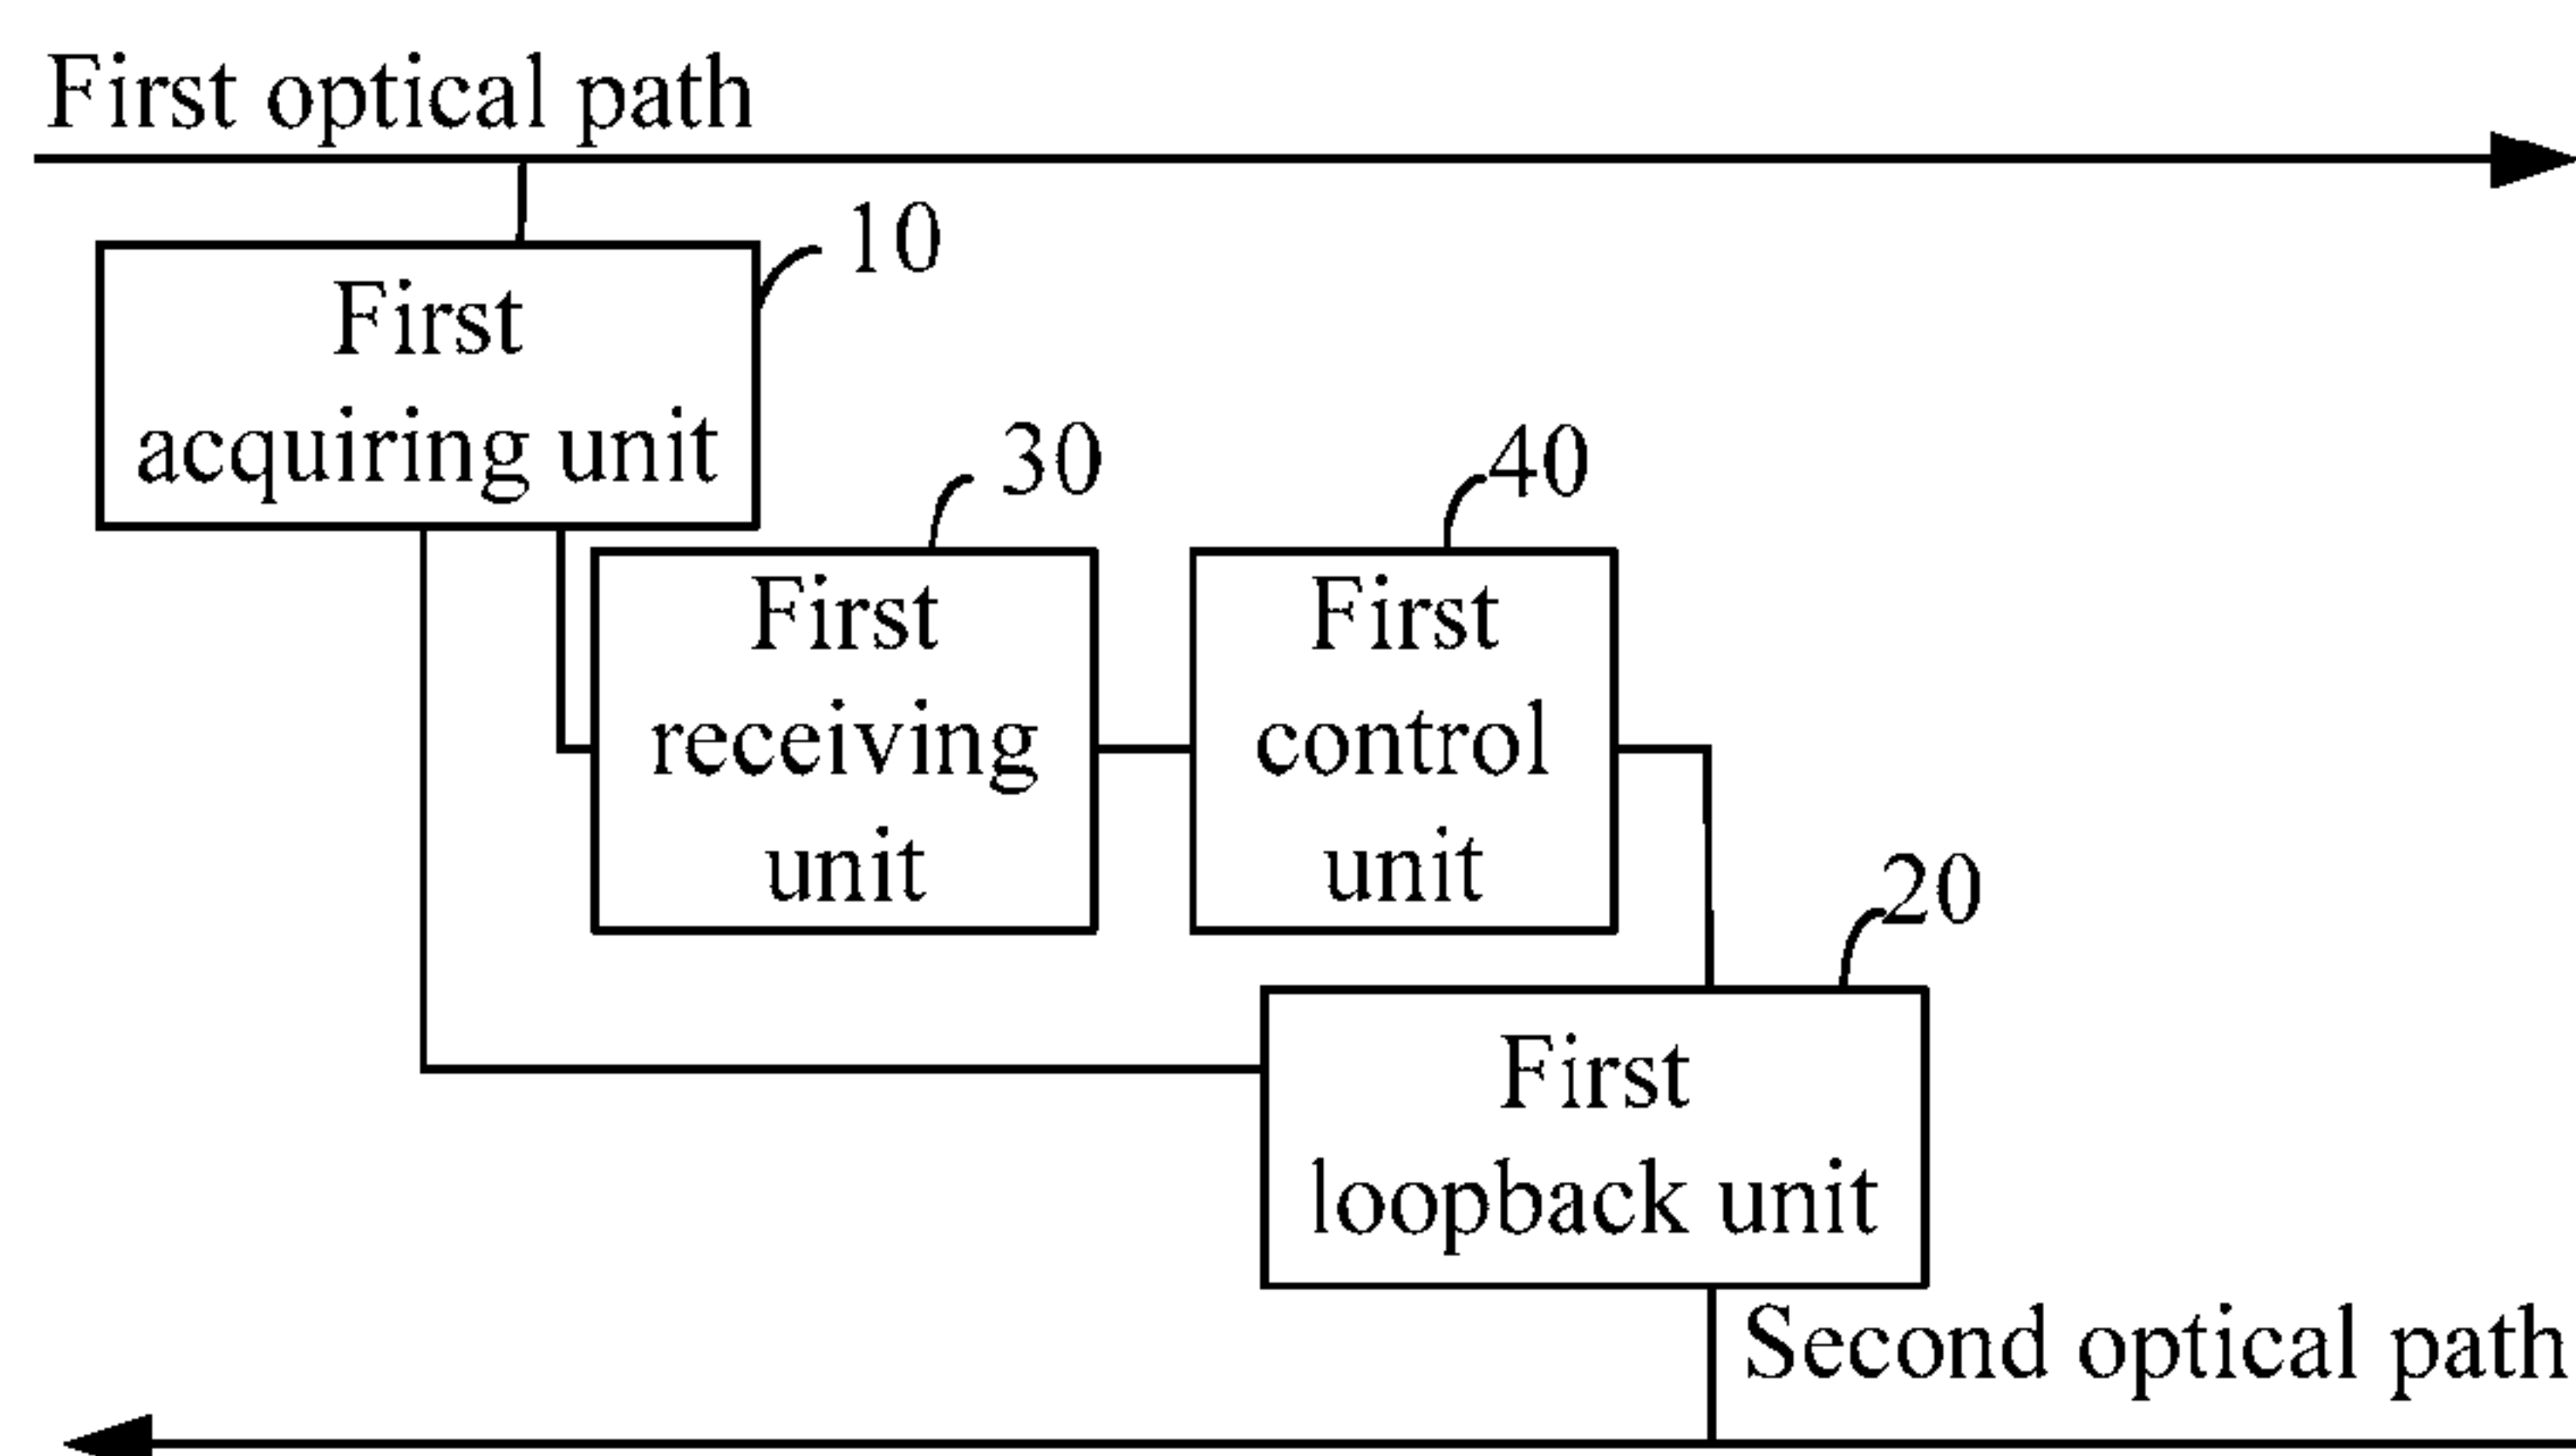 First optical path
10
First
acquiring unit
30
40
First
receiving
unit
First
control
unit
20
First
loopback unit
Second optical path